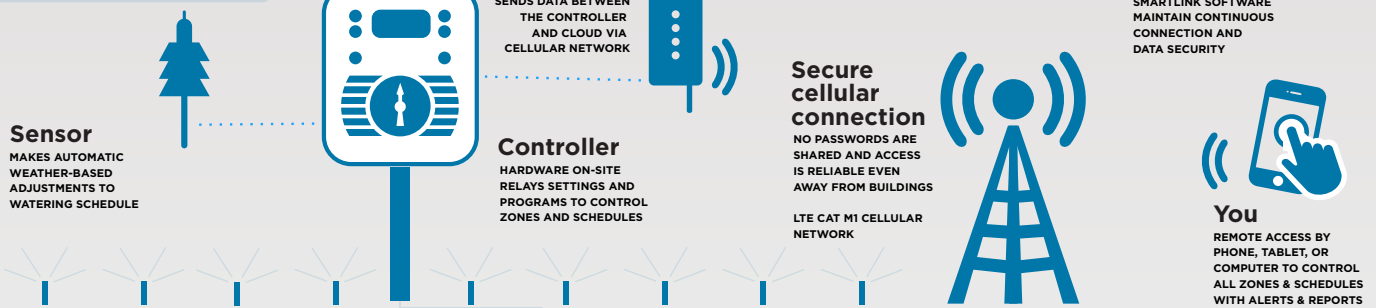 SENDS DATA BETWEEN
THE CONTROLLER
AND CLOUD VIA
CELLULAR NETWORK
SMARTLINK SOFTWARE
MAINTAIN CONTINUOUS
CONNECTION AND
DATA SECURITY
Sensor
MAKES AUTOMATIC
WEATHER-BASED
ADJUSTMENTS TO
WATERING SCHEDULE
Controller
HARDWARE ON-SITE
RELAYS SETTINGS AND
PROGRAMS TO CONTROL
ZONES AND SCHEDULES
Secure
cellular
connection
NO PASSWORDS ARE
SHARED AND ACCESS
IS RELIABLE EVEN
AWAY FROM BUILDINGS
LTE CAT M1 CELLULAR
NETWORK
You
REMOTE ACCESS BY
PHONE, TABLET, OR
COMPUTER TO CONTROL
ALL ZONES & SCHEDULES
WITH ALERTS & REPORTS